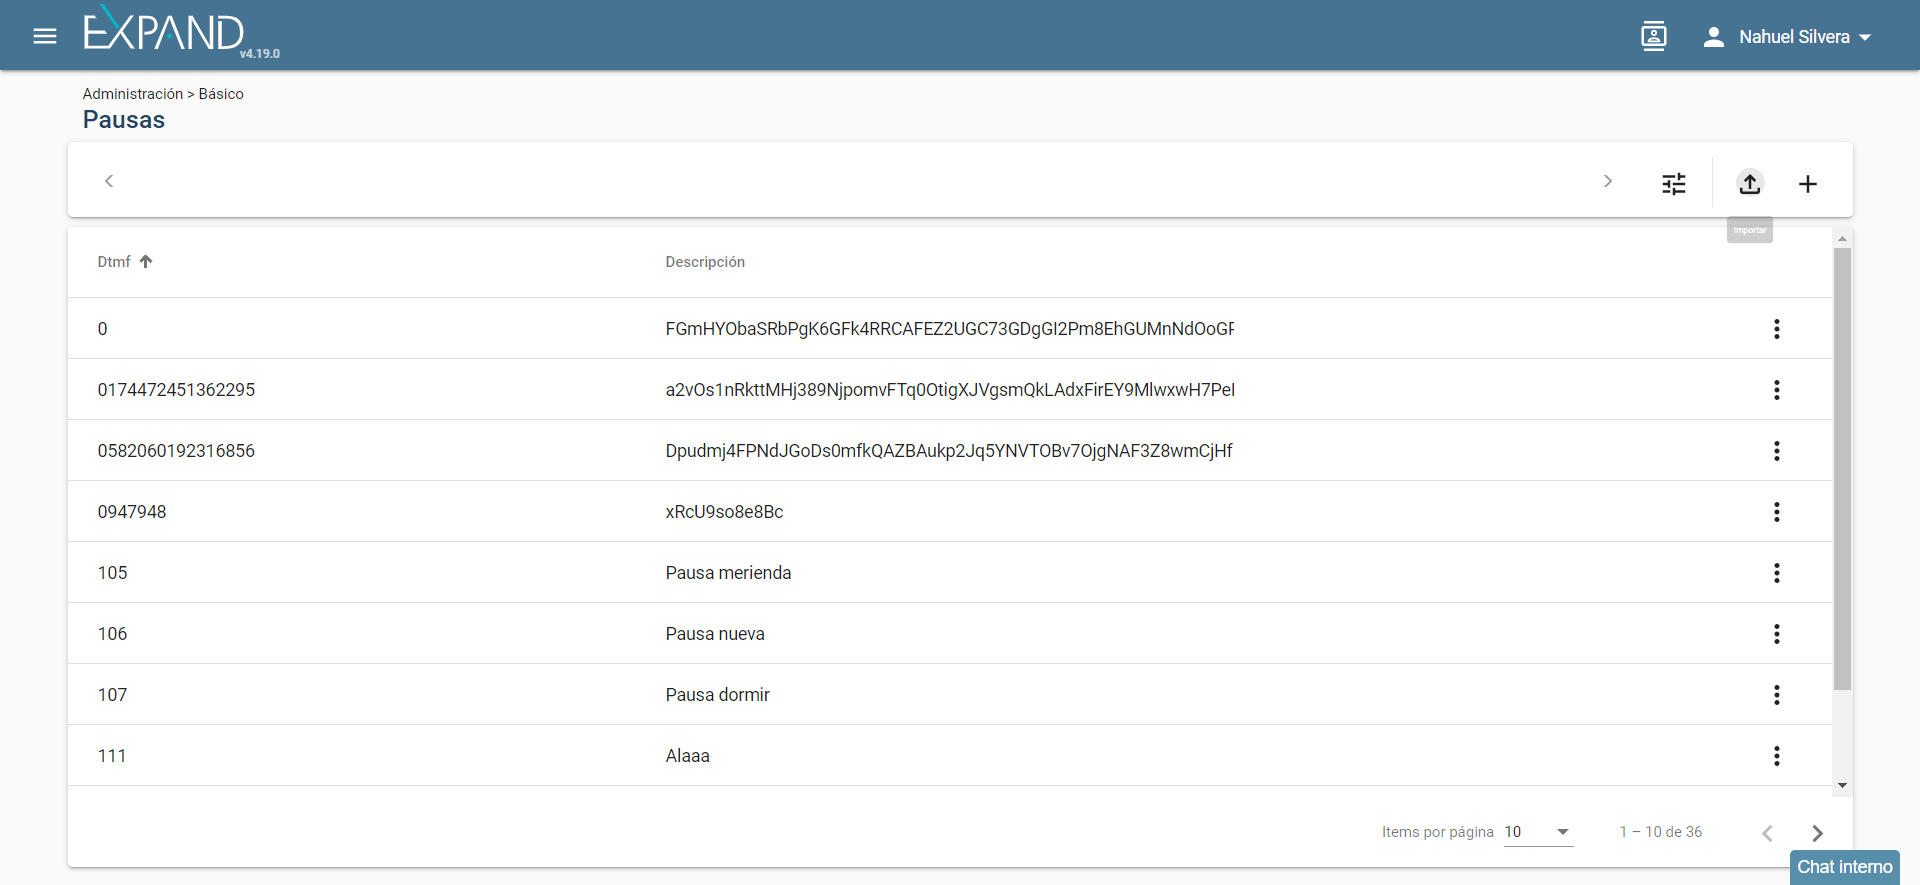 EXPAND
v4.19.0
Nahuel Silvera
Administración > Básico
Pausas
Importar
Dtmf
Descripción
0
FGmHYObaSRbPgK6GFk4RRCAFEZ2UGC73GDgGI2Pm8EhGUMnNdOoGF
0174472451362295
a2vOs1nRkttMHj389NjpomvFTq0OtigXJVgsmQkLAdxFirEY9MlwxwH7Pel
0582060192316856
Dpudmj4FPNdJGoDs0mfkQAZBAukp2Jq5YNVTOBv7OjgNAF3Z8wmCjHf
0947948
xRcU9so8e8Bc
105
Pausa merienda
106
Pausa nueva
107
Pausa dormir
111
Alaaa
Items por página 10
1 – 10 de 36
Chat interno